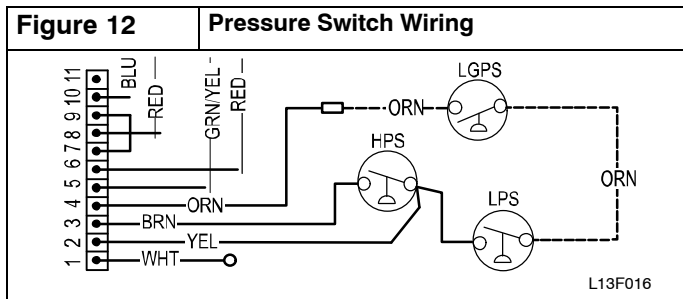 Figure 12
Pressure Switch Wiring
11
10
9
8
7
6
5
4
3
2
1
BLU
RED
GRN/YEL
RED
LGPS
ORN
HPS
ORN
LPS
ORN
BRN
YEL
WHT
L13F016